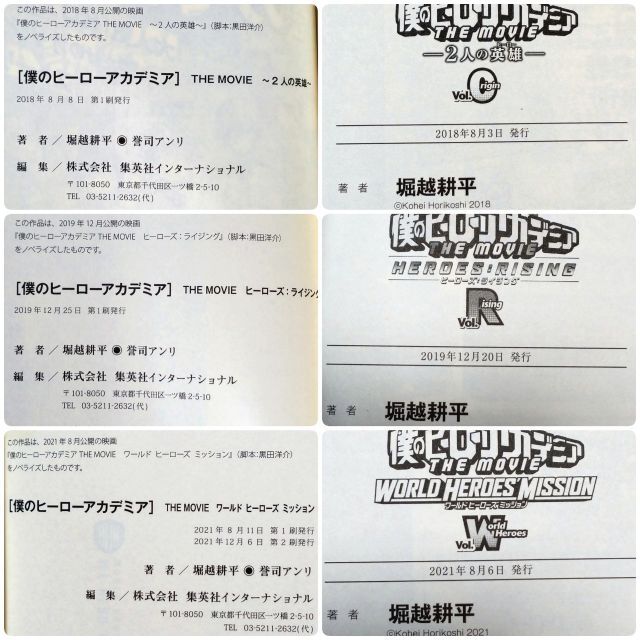 この作品は、2018年8月公開の映画
『僕のヒーローアカデミア THE MOVIE ～2人の英雄～』(脚本:黒田洋介)
をノベライズしたものです。
[僕のヒーローアカデミア] THE MOVIE ～2人の英雄～
2018年 8月 8日 第1刷発行
著 者／堀越耕平◉誉司アンリ
編 集／株式会社 集英社インターナショナル
〒101-8050 東京都千代田区一ツ橋2-5-10
TEL 03-5211-2632(代)
僕のヒーローアカデミア
THE MOVIE
―2人の英雄―
ヒーロー
Vol.Origin
2018年8月3日 発行
著 者 堀越耕平
©Kohei Horikoshi 2018
この作品は、2019年12月公開の映画
『僕のヒーローアカデミア THE MOVIE ヒーローズ:ライジング』(脚本:黒田洋介)
をノベライズしたものです。
[僕のヒーローアカデミア] THE MOVIE ヒーローズ:ライジング
2019年12月25日 第1刷発行
著 者／堀越耕平◉誉司アンリ
編 集／株式会社 集英社インターナショナル
〒101-8050 東京都千代田区一ツ橋2-5-10
TEL 03-5211-2632(代)
僕のヒーローアカデミア
THE MOVIE
HEROES:RISING
ヒーローズ:ライジング
Vol.Rising
2019年12月20日 発行
著 者 堀越耕平
この作品は、2021年8月公開の映画
『僕のヒーローアカデミア THE MOVIE ワールド ヒーローズ ミッション』(脚本:黒田洋介)
をノベライズしたものです。
[僕のヒーローアカデミア] THE MOVIE ワールド ヒーローズ ミッション
2021年 8月11日 第1刷発行
2021年12月 6日 第2刷発行
著 者／堀越耕平◉誉司アンリ
編 集／株式会社 集英社インターナショナル
〒101-8050 東京都千代田区一ツ橋2-5-10
TEL 03-5211-2632(代)
僕のヒーローアカデミア
THE MOVIE
WORLD HEROES' MISSION
ワールド ヒーローズ ミッション
Vol.World Heroes
2021年8月6日 発行
著 者 堀越耕平
©Kohei Horikoshi 2021